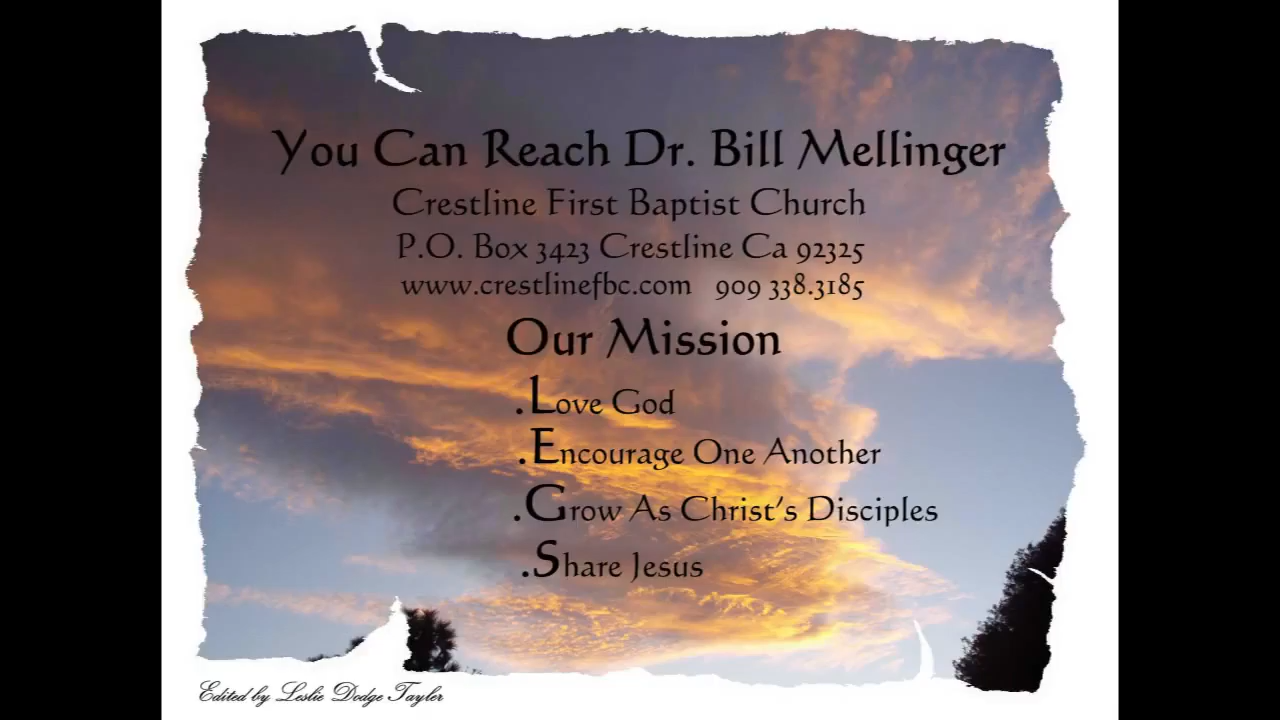 You Can Reach Dr. Bill Mellinger
Crestline First Baptist Church
P.O. Box 3423 Crestline Ca 92325
www.crestlinefbc.com 909 338.3185
Our Mission
.Love God
.Encourage One Another
.Grow As Christ's Disciples
.Share Jesus
Edited by Leslie Dodge Tayler